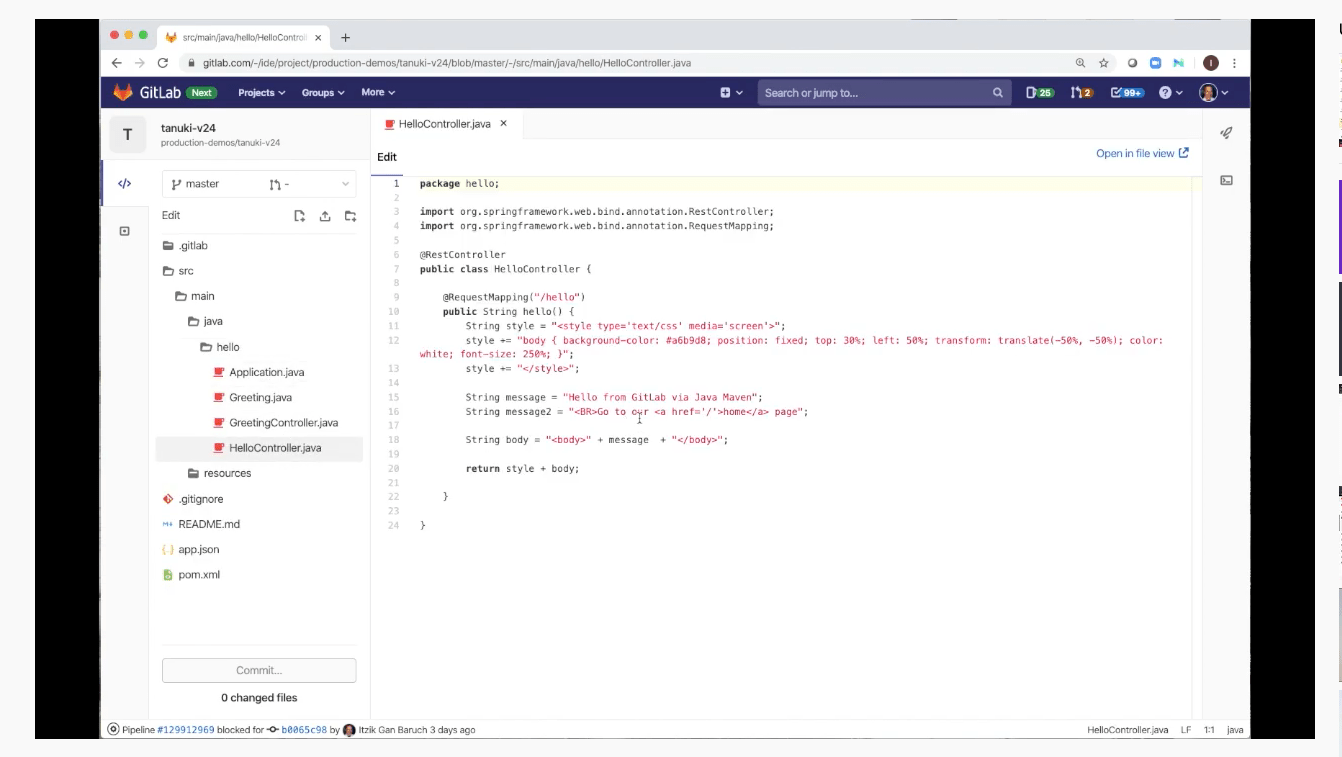 src/main/java/hello/HelloControl
gitlab.com/-/ide/project/production-demos/tanuki-v24/blob/master/-/src/main/java/hello/HelloController.java
GitLab Next Projects Groups More Search or jump to... 25 2 99+
T
tanuki-v24
production-demos/tanuki-v24
HelloController.java
Edit
Open in file view
master
Edit
.gitlab
src
main
java
hello
Application.java
Greeting.java
GreetingController.java
HelloController.java
resources
.gitignore
README.md
app.json
pom.xml
Commit...
0 changed files
1 package hello;
2
3 import org.springframework.web.bind.annotation.RestController;
4 import org.springframework.web.bind.annotation.RequestMapping;
5
6 @RestController
7 public class HelloController {
8
9 @RequestMapping("/hello")
10 public String hello() {
11 String style = "<style type='text/css' media='screen'>";
12 style += "body { background-color: #a6b9d8; position: fixed; top: 30%; left: 50%; transform: translate(-50%, -50%); color:
white; font-size: 250%; }";
13 style += "</style>";
14
15 String message = "Hello from GitLab via Java Maven";
16 String message2 = "<BR>Go to our <a href='/'>home</a> page";
17
18 String body = "<body>" + message + "</body>";
19
20 return style + body;
21
22 }
23
24 }
Pipeline #129912969 blocked for b0065c98 by Itzik Gan Baruch 3 days ago
HelloController.java LF 1:1 java